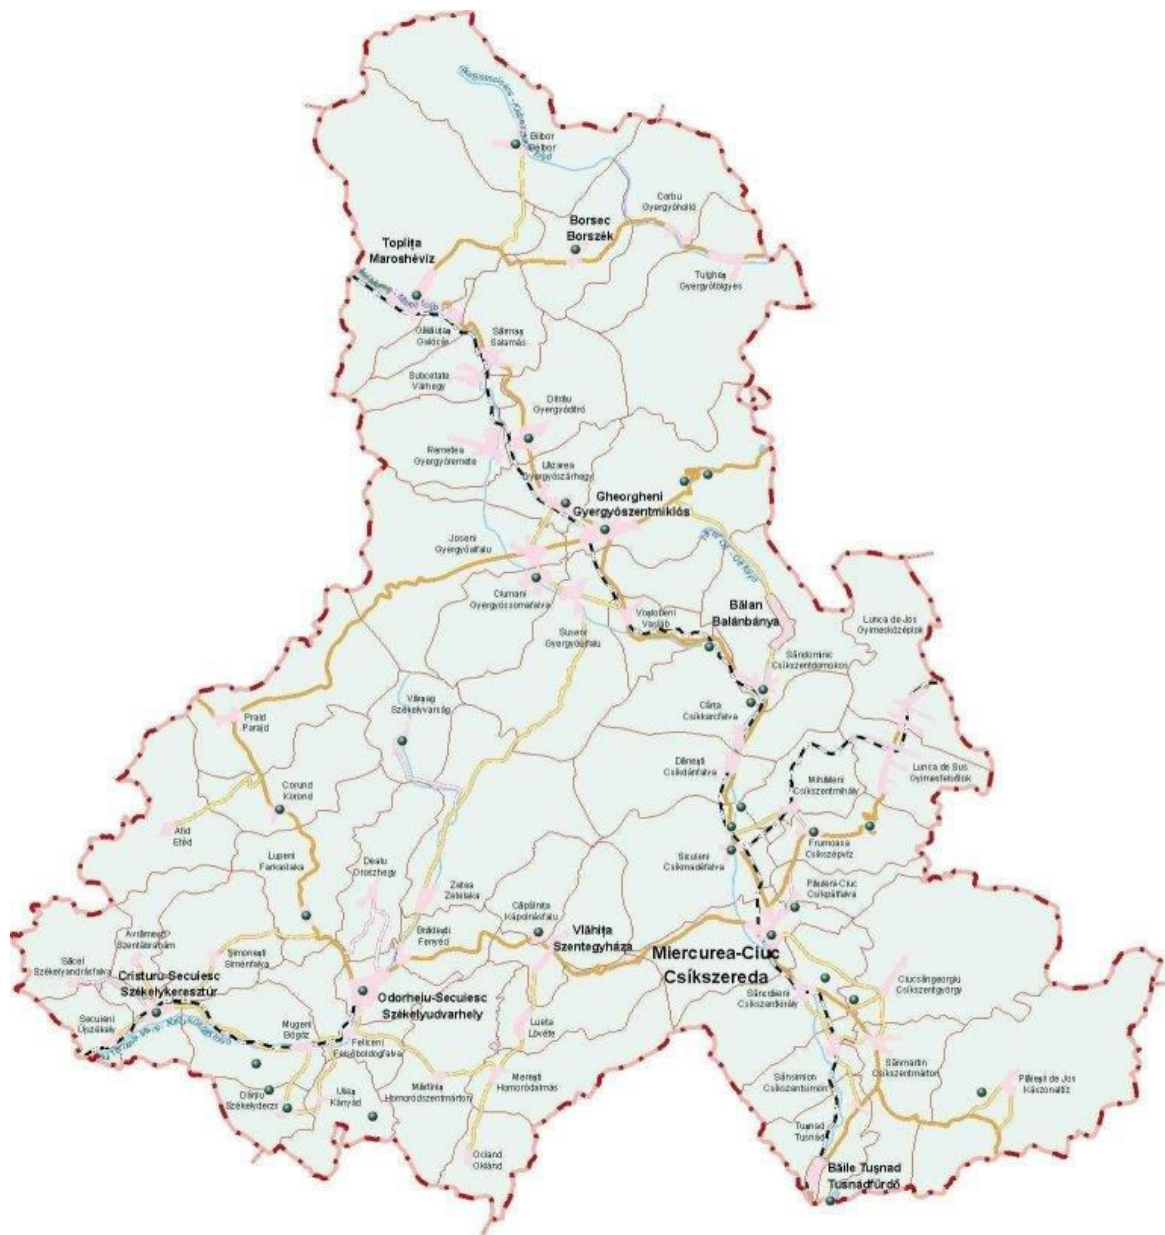 Bilbor
Belbor
Corbu
Gyergyóholló
Borsec
Borszék
Toplița
Maroshévíz
Tulgheș
Gyergyótölgyes
Gălăuțaș
Galócás
Sărmaș
Salamás
Subcetate
Várhegy
Ditrău
Gyergyóditró
Remetea
Gyergyóremete
Lăzarea
Gyergyószárhegy
Gheorgheni
Gyergyószentmiklós
Joseni
Gyergyóalfalu
Ciumani
Gyergyócsomafalva
Suseni
Gyergyóújfalu
Voșlobeni
Vasláb
Bălan
Balánbánya
Lunca de Jos
Gyimesközéplok
Sândominic
Csíkszentdomokos
Vărșag
Székelyvarság
Cârța
Csíkkarcfalva
Praid
Parajd
Dănești
Csíkdánfalva
Lunca de Sus
Gyimesfelsőlok
Mihăileni
Csíkszentmihály
Corund
Korond
Atid
Etéd
Lupeni
Farkaslaka
Dealu
Oroszhegy
Siculeni
Csíkmadéfalva
Frumoasa
Csíkszépvíz
Zetea
Zetelaka
Păuleni-Ciuc
Csíkpálfalva
Căpâlnița
Kápolnásfalu
Vlăhița
Szentegyháza
Brădești
Fenyéd
Avrămești
Szentábrahám
Șimonești
Siménfalva
Săcel
Székelyandrásfalva
Cristuru-Secuiesc
Székelykeresztúr
Miercurea-Ciuc
Csíkszereda
Ciucsângeorgiu
Csíkszentgyörgy
Odorheiu-Secuiesc
Székelyudvarhely
Sâncrăieni
Csíkszentkirály
Secuieni
Újszékely
Mugeni
Bögöz
Feliceni
Felsőboldogfalva
Lueta
Lövéte
Sânmartin
Csíkszentmárton
Sânsimion
Csíkszentsimon
Plăieșii de Jos
Kászonaltíz
Dârjiu
Székelyderzs
Ulieș
Kányád
Mărtiniș
Homoródszentmárton
Merești
Homoródalmás
Tușnad
Tusnád
Ocland
Oklánd
Băile Tușnad
Tusnádfürdő